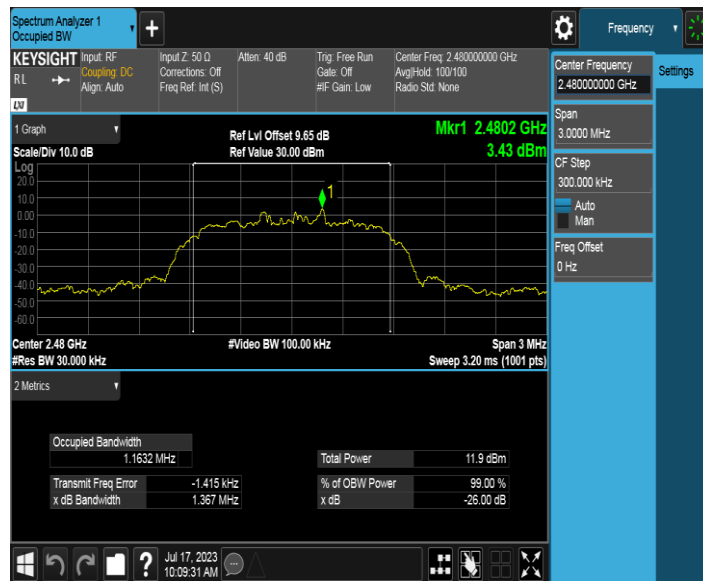 Spectrum Analyzer 1
Occupied BW
Frequency
KEYSIGHT
RL
LXI
Input: RF
Coupling: DC
Align: Auto
Input Z: 50 Ω
Corrections: Off
Freq Ref: Int (S)
Atten: 40 dB
Trig: Free Run
Gate: Off
#IF Gain: Low
Center Freq: 2.480000000 GHz
Avg|Hold: 100/100
Radio Std: None
Center Frequency
2.480000000 GHz
Settings
Span
3.0000 MHz
CF Step
300.000 kHz
Auto
Man
Freq Offset
0 Hz
1 Graph
Scale/Div 10.0 dB
Ref Lvl Offset 9.65 dB
Ref Value 30.00 dBm
Mkr1 2.4802 GHz
3.43 dBm
Log
20.0
10.0
0.00
-10.0
-20.0
-30.0
-40.0
-50.0
-60.0
1
Center 2.48 GHz
#Res BW 30.000 kHz
#Video BW 100.00 kHz
Span 3 MHz
Sweep 3.20 ms (1001 pts)
2 Metrics
Occupied Bandwidth
1.1632 MHz
Total Power 11.9 dBm
Transmit Freq Error -1.415 kHz
% of OBW Power 99.00 %
x dB Bandwidth 1.367 MHz
x dB -26.00 dB
?
Jul 17, 2023
10:09:31 AM